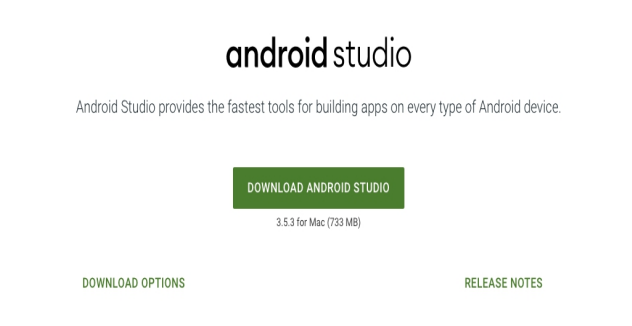 android studio
Android Studio provides the fastest tools for building apps on every type of Android device.
DOWNLOAD ANDROID STUDIO
3.5.3 for Mac (733 MB)
DOWNLOAD OPTIONS
RELEASE NOTES